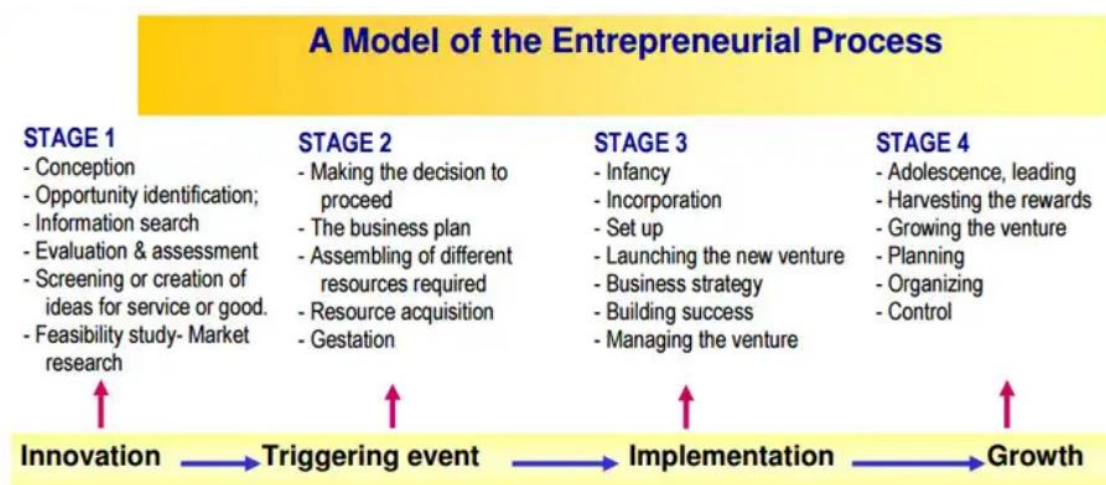 A Model of the Entrepreneurial Process
STAGE 1
- Conception
- Opportunity identification;
- Information search
- Evaluation & assessment
- Screening or creation of
ideas for service or good.
- Feasibility study- Market
research
STAGE 2
- Making the decision to
proceed
- The business plan
- Assembling of different
resources required
- Resource acquisition
- Gestation
STAGE 3
- Infancy
- Incorporation
- Set up
- Launching the new venture
- Business strategy
- Building success
- Managing the venture
STAGE 4
- Adolescence, leading
- Harvesting the rewards
- Growing the venture
- Planning
- Organizing
- Control
Innovation
Triggering event
Implementation
Growth